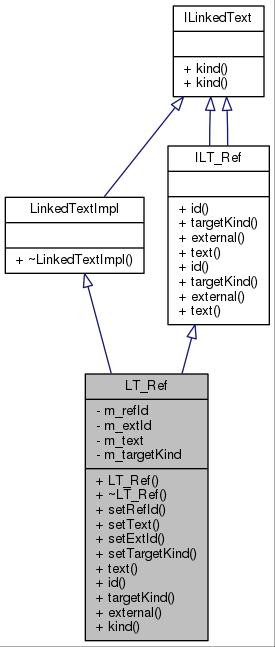 ILinkedText
+ kind()
+ kind()
ILT_Ref
+ id()
+ targetKind()
+ external()
+ text()
+ id()
+ targetKind()
+ external()
+ text()
LinkedTextImpl
+ ~LinkedTextImpl()
LT_Ref
- m_refId
- m_extId
- m_text
- m_targetKind
+ LT_Ref()
+ ~LT_Ref()
+ setRefId()
+ setText()
+ setExtId()
+ setTargetKind()
+ text()
+ id()
+ targetKind()
+ external()
+ kind()